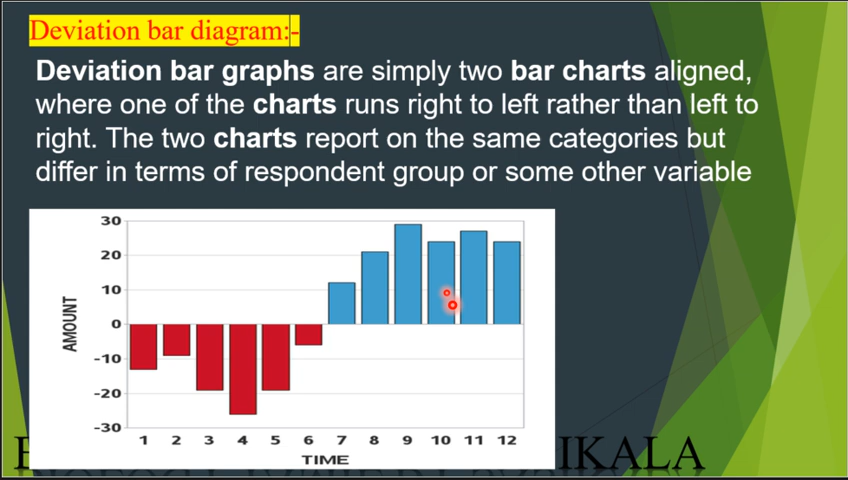 Deviation bar diagram:-
Deviation bar graphs are simply two bar charts aligned,
where one of the charts runs right to left rather than left to
right. The two charts report on the same categories but
differ in terms of respondent group or some other variable
30
20
10
0
-10
-20
-30
AMOUNT
1 2 3 4 5 6 7 8 9 10 11 12
TIME